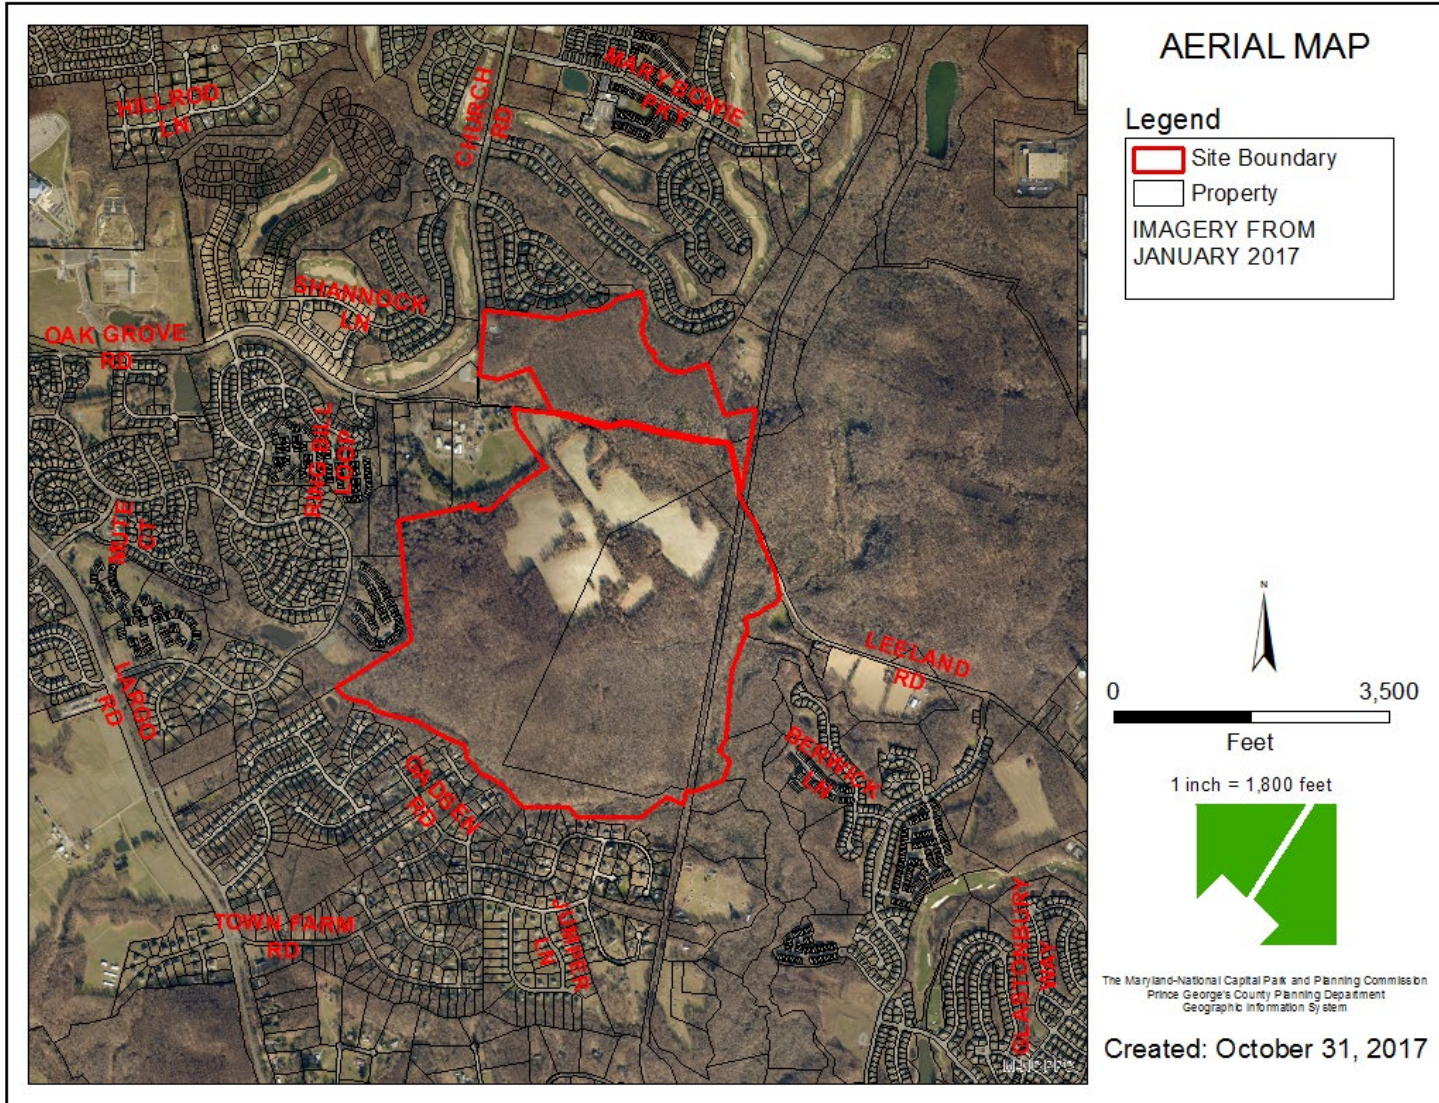 AERIAL MAP
Legend
Site Boundary
Property
IMAGERY FROM
JANUARY 2017
HILLROD
LN
CHURCH
RD
MARY BOWIE
PKY
SHANNOCK
LN
OAK GROVE
RD
RING BILL
LOOP
MUTE
CT
LARGO
RD
LEELAND
RD
BERWICK
LN
GADSEN
RD
TOWN FARM
RD
JUMPER
LN
GLASTONBURY
WAY
N
0 3,500
Feet
1 inch = 1,800 feet
The Maryland-National Capital Park and Planning Commission
Prince George's County Planning Department
Geographic Information System
Created: October 31, 2017